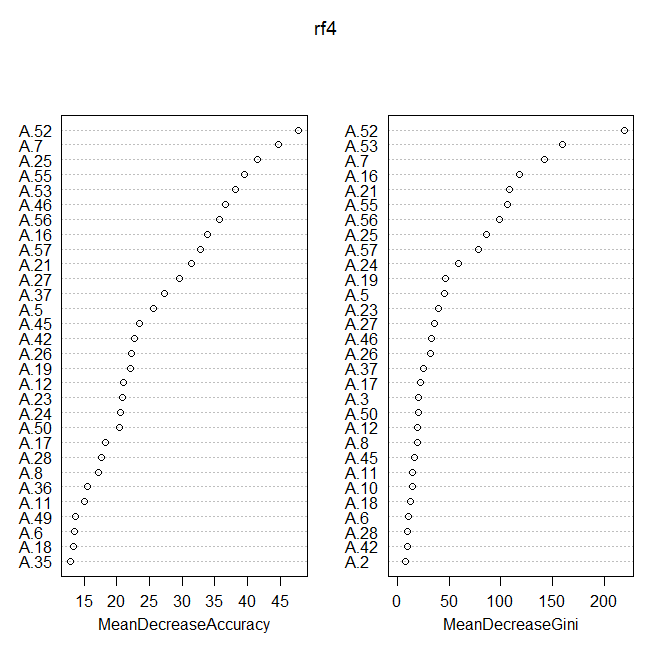 rf4
A.52
A.7
A.25
A.55
A.53
A.46
A.56
A.16
A.57
A.21
A.27
A.37
A.5
A.45
A.42
A.26
A.19
A.12
A.23
A.24
A.50
A.17
A.28
A.8
A.36
A.11
A.49
A.6
A.18
A.35
15 20 25 30 35 40 45
MeanDecreaseAccuracy
A.52
A.53
A.7
A.16
A.21
A.55
A.56
A.25
A.57
A.24
A.19
A.5
A.23
A.27
A.46
A.26
A.37
A.17
A.3
A.50
A.12
A.8
A.45
A.11
A.10
A.18
A.6
A.28
A.42
A.2
0 50 100 150 200
MeanDecreaseGini